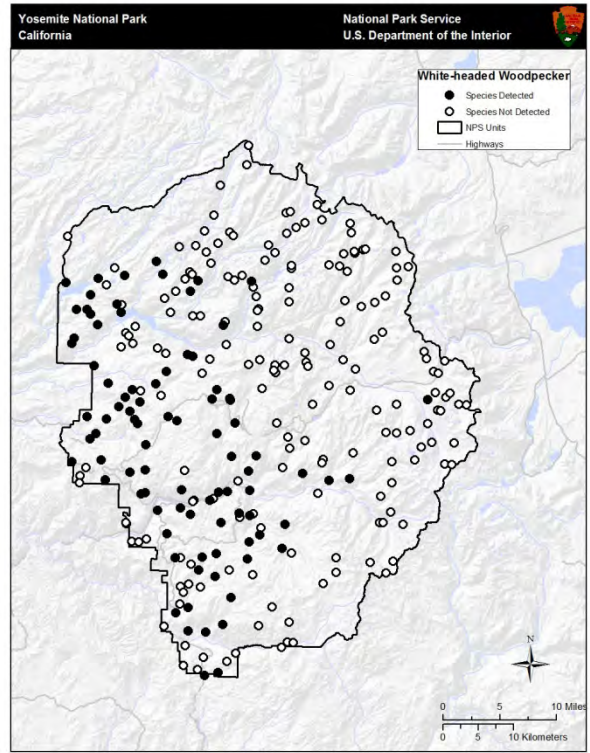 Yosemite National Park
California
National Park Service
U.S. Department of the Interior
White-headed Woodpecker
Species Detected
Species Not Detected
NPS Units
Highways
N
0 5 10 Miles
0 5 10 Kilometers